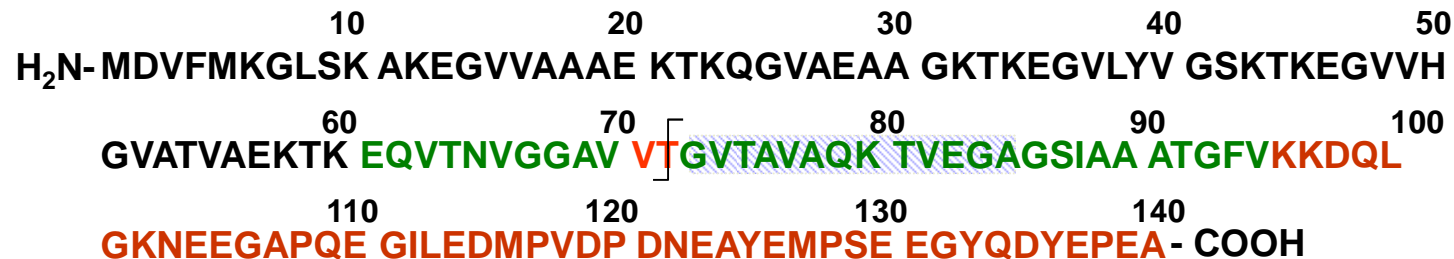 10 20 30 40 50
H2N-MDVFMKGLSK AKEGVVAAAE KTKQGVAEAA GKTKEGVLYV GSKTKEGVVH
60 70 80 90 100
GVATVAEKTK EQVTNVGGAV VTGVTAVAQK TVEGAGSIAA ATGFVKKDQL
110 120 130 140
GKNEEGAPQE GILEDMPVDP DNEAYEMPSE EGYQDYEPEA- COOH